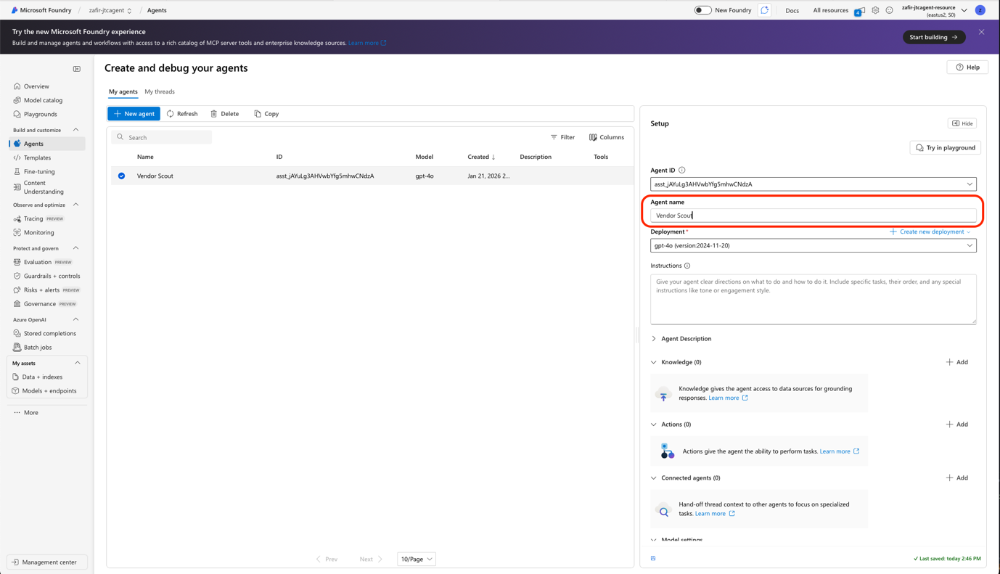 Microsoft Foundry / zafir-jtcagent / Agents
New Foundry
Docs
All resources
4
zafir-jtcagent-resource
(eastus2, S0)
Z
Try the new Microsoft Foundry experience
Build and manage agents and workflows with access to a rich catalog of MCP server tools and enterprise knowledge sources. Learn more
Start building
Overview
Model catalog
Playgrounds
Build and customize
Agents
Templates
Fine-tuning
Content
Understanding
Observe and optimize
Tracing PREVIEW
Monitoring
Protect and govern
Evaluation PREVIEW
Guardrails + controls
Risks + alerts PREVIEW
Governance PREVIEW
Azure OpenAI
Stored completions
Batch jobs
My assets
Data + indexes
Models + endpoints
More
Management center
Create and debug your agents
Help
My agents My threads
New agent Refresh Delete Copy
Search
Filter Columns
Name ID Model Created ↓ Description Tools
Vendor Scout asst_jAYuLg3AHVwbYfg5mhwCNdzA gpt-4o Jan 21, 2026 2...
Prev Next 10/Page
Setup
Hide
Try in playground
Agent ID
asst_jAYuLg3AHVwbYfg5mhwCNdzA
Agent name
Vendor Scout
Deployment *
Create new deployment
gpt-4o (version:2024-11-20)
Instructions
Give your agent clear directions on what to do and how to do it. Include specific tasks, their order, and any special
instructions like tone or engagement style.
Agent Description
Knowledge (0)
Add
Knowledge gives the agent access to data sources for grounding
responses. Learn more
Actions (0)
Add
Actions give the agent the ability to perform tasks. Learn more
Connected agents (0)
Add
Hand-off thread context to other agents to focus on specialized
tasks. Learn more
Model settings
Last saved: today 2:46 PM